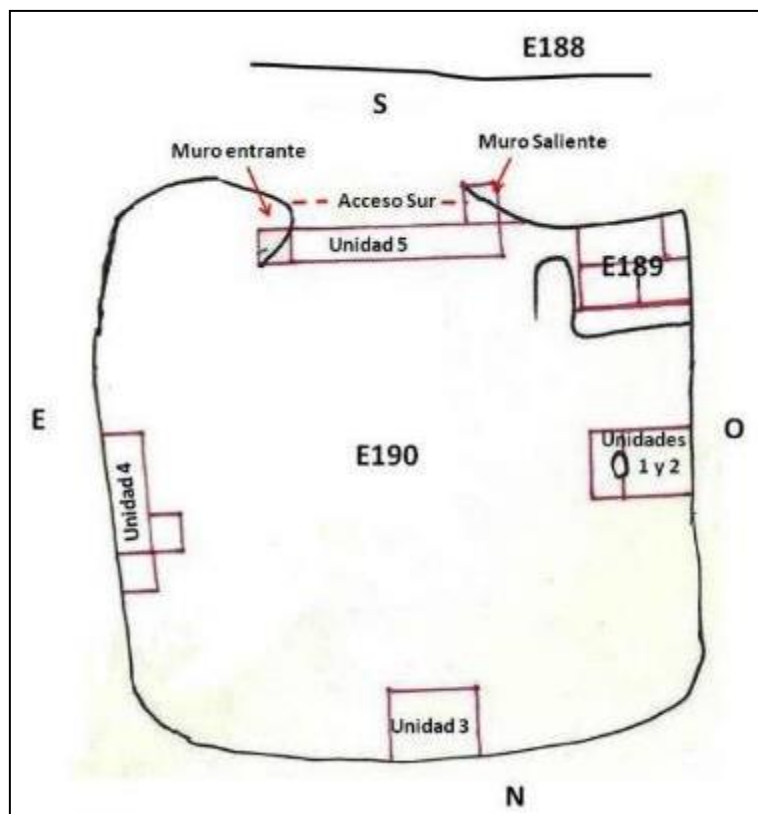 E188
S
Muro entrante
Muro Saliente
Acceso Sur
Unidad 5
E189
E
E190
O
Unidades
1 y 2
Unidad 4
Unidad 3
N